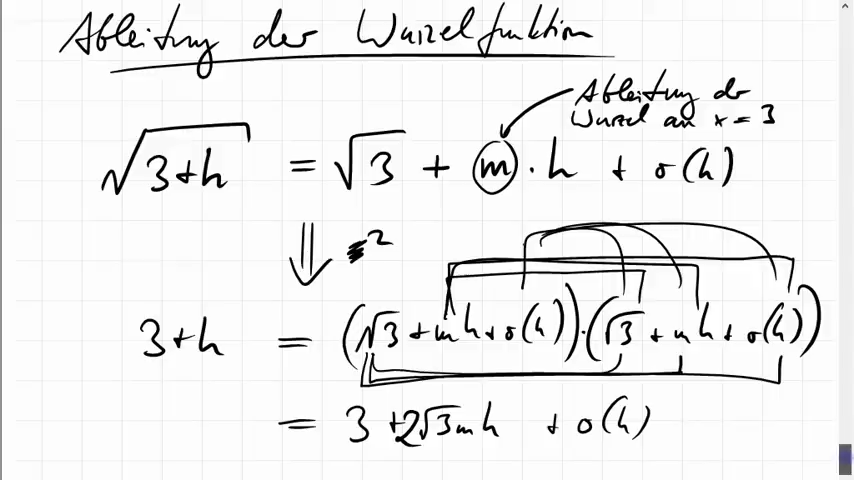 Ableitung der Wurzelfunktion
Ableitung der
Wurzel an x = 3
√(3+h) = √3 + m · h + o(h)
⇓ ²
3+h = (√3 + mh + o(h)) · (√3 + mh + o(h))
= 3 + 2√3mh + o(h)